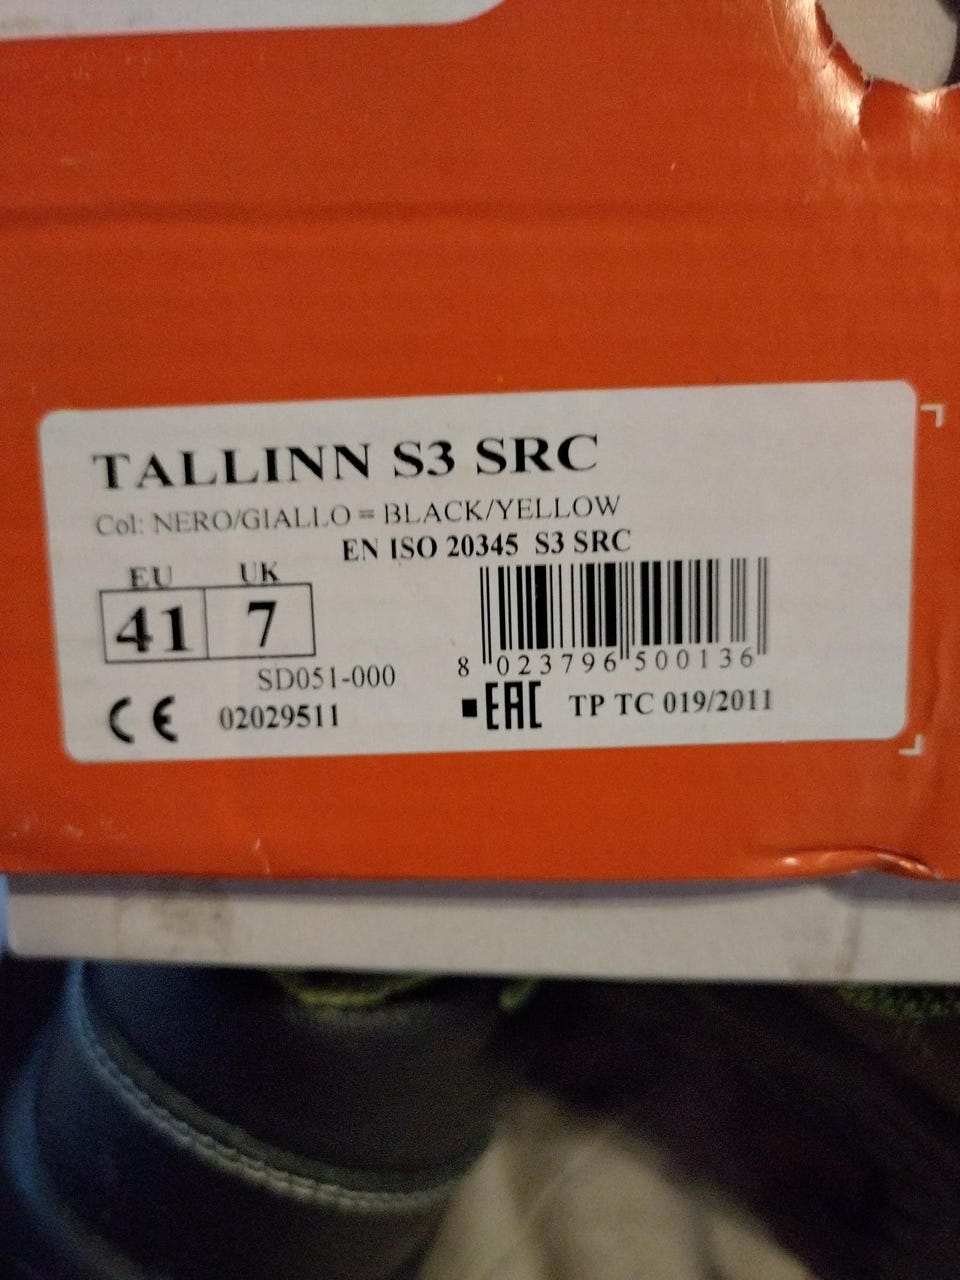 TALLINN S3 SRC
Col: NERO/GIALLO = BLACK/YELLOW
EN ISO 20345 S3 SRC
EU UK
41 7
8 023796 500136
SD051-000
CE 02029511
EAC TP TC 019/2011